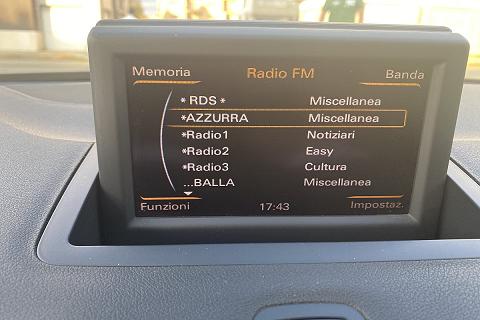 Memoria Radio FM Banda
* RDS * Miscellanea
*AZZURRA Miscellanea
*Radio1 Notiziari
*Radio2 Easy
*Radio3 Cultura
...BALLA Miscellanea
Funzioni 17:43 Impostaz.